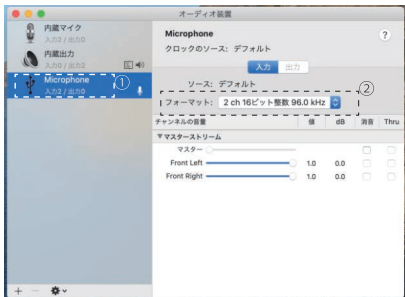 オーディオ装置
内蔵マイク
入力2 / 出力0
内蔵出力
入力0 / 出力2
Microphone
入力2 / 出力0
①
Microphone
?
クロックのソース: デフォルト
入力 出力
ソース: デフォルト
②
フォーマット: 2 ch 16ビット整数 96.0 kHz
チャンネルの音量 値 dB 消音 Thru
▼マスターストリーム
マスター
Front Left 1.0 0.0
Front Right 1.0 0.0